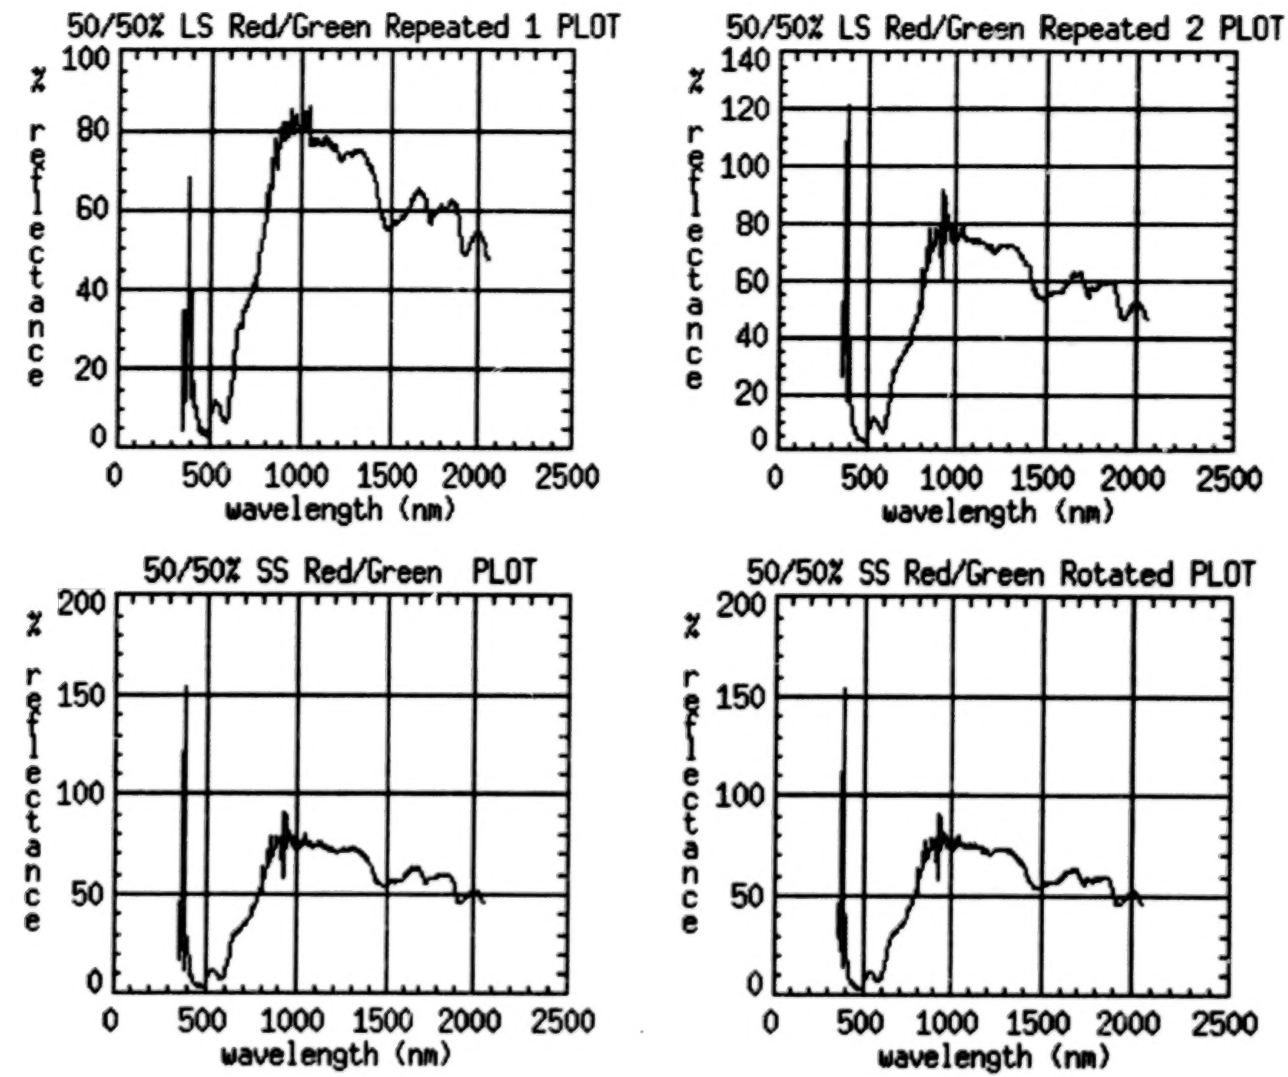 50/50% LS Red/Green Repeated 1 PLOT
% reflectance
100
80
60
40
20
0
0 500 1000 1500 2000 2500
wavelength (nm)
50/50% LS Red/Green Repeated 2 PLOT
% reflectance
140
120
100
80
60
40
20
0
0 500 1000 1500 2000 2500
wavelength (nm)
50/50% SS Red/Green PLOT
% reflectance
200
150
100
50
0
0 500 1000 1500 2000 2500
wavelength (nm)
50/50% SS Red/Green Rotated PLOT
% reflectance
200
150
100
50
0
0 500 1000 1500 2000 2500
wavelength (nm)